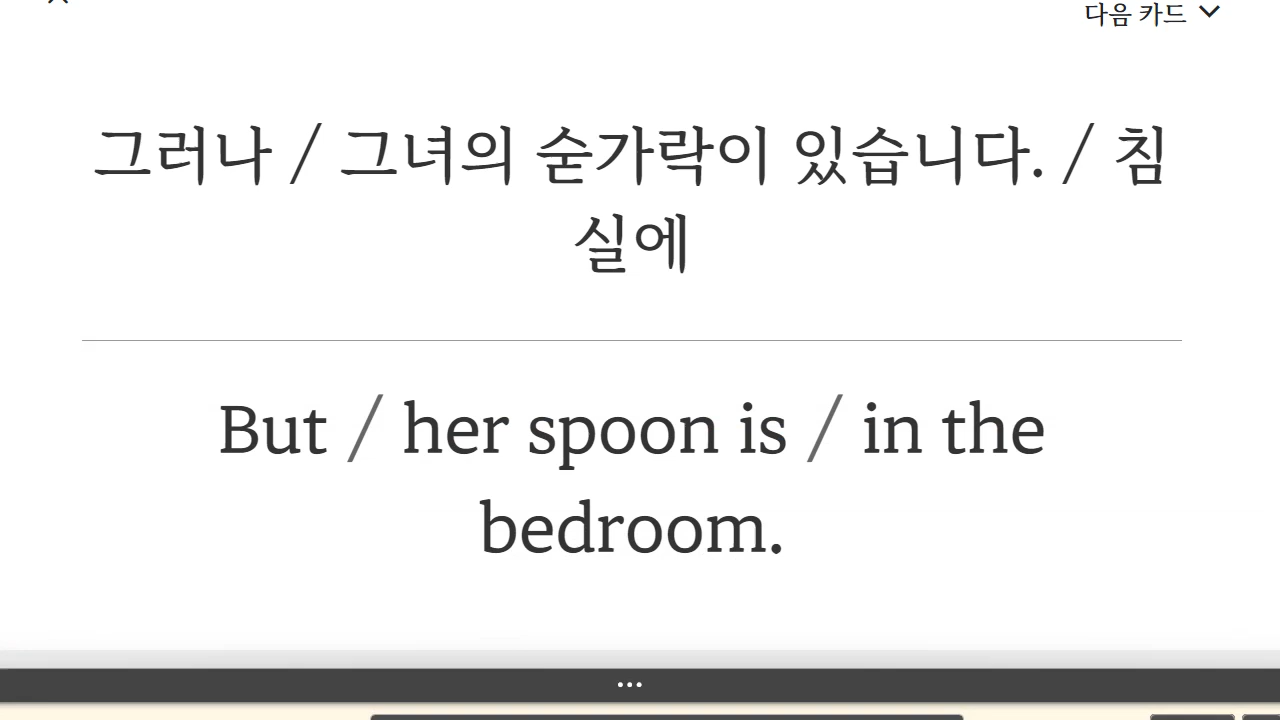 다음 카드
그러나 / 그녀의 숟가락이 있습니다. / 침
실에
But / her spoon is / in the
bedroom.